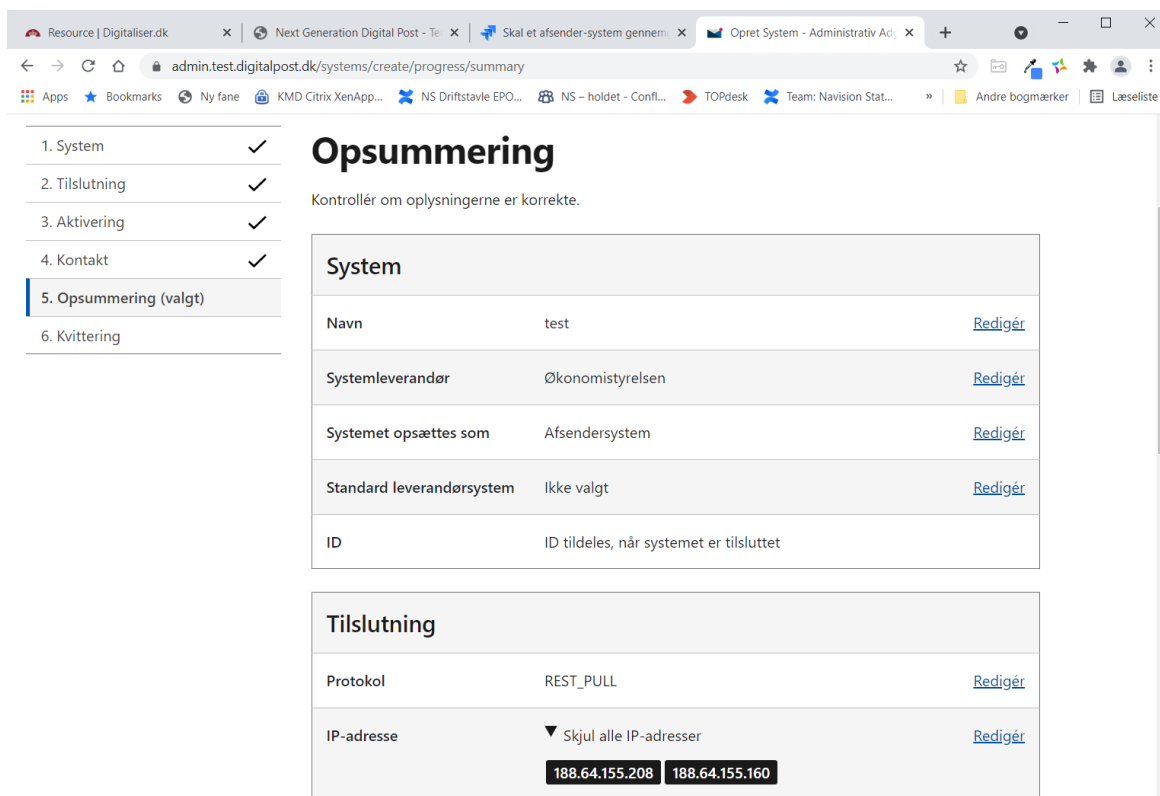 Resource | Digitaliser.dk
Next Generation Digital Post - Te
Skal et afsender-system gennem
Opret System - Administrativ Adg
admin.test.digitalpost.dk/systems/create/progress/summary
Apps Bookmarks Ny fane KMD Citrix XenApp... NS Driftstavle EPO... NS – holdet - Confl... TOPdesk Team: Navision Stat... » Andre bogmærker Læseliste
1. System
2. Tilslutning
3. Aktivering
4. Kontakt
5. Opsummering (valgt)
6. Kvittering
Opsummering
Kontrollér om oplysningerne er korrekte.
System
Navn test Redigér
Systemleverandør Økonomistyrelsen Redigér
Systemet opsættes som Afsendersystem Redigér
Standard leverandørsystem Ikke valgt Redigér
ID ID tildeles, når systemet er tilsluttet
Tilslutning
Protokol REST_PULL Redigér
IP-adresse Skjul alle IP-adresser Redigér
188.64.155.208 188.64.155.160